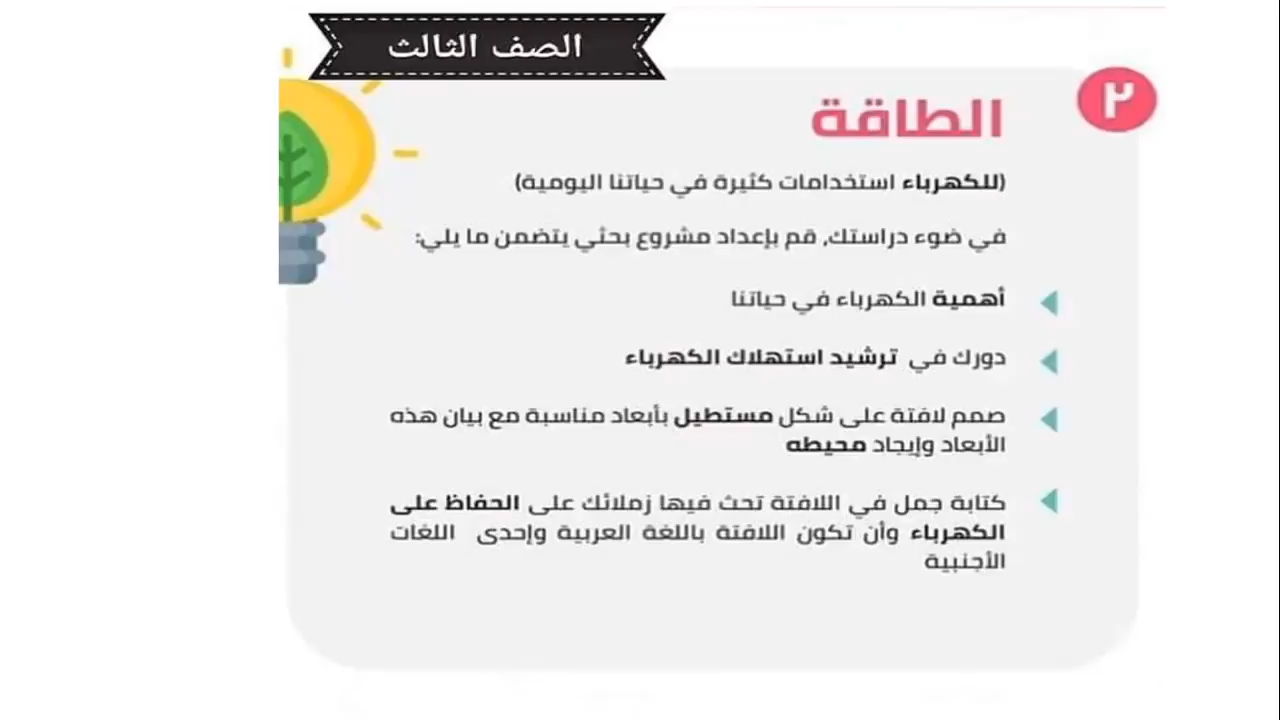 الصف الثالث
٢
الطاقة
(للكهرباء استخدامات كثيرة في حياتنا اليومية)
في ضوء دراستك, قم بإعداد مشروع بحثي يتضمن ما يلي:
أهمية الكهرباء في حياتنا
دورك في ترشيد استهلاك الكهرباء
صمم لافتة على شكل مستطيل بأبعاد مناسبة مع بيان هذه
الأبعاد وإيجاد محيطه
كتابة جمل في اللافتة تحث فيها زملائك على الحفاظ على
الكهرباء وأن تكون اللافتة باللغة العربية وإحدى اللغات
الأجنبية